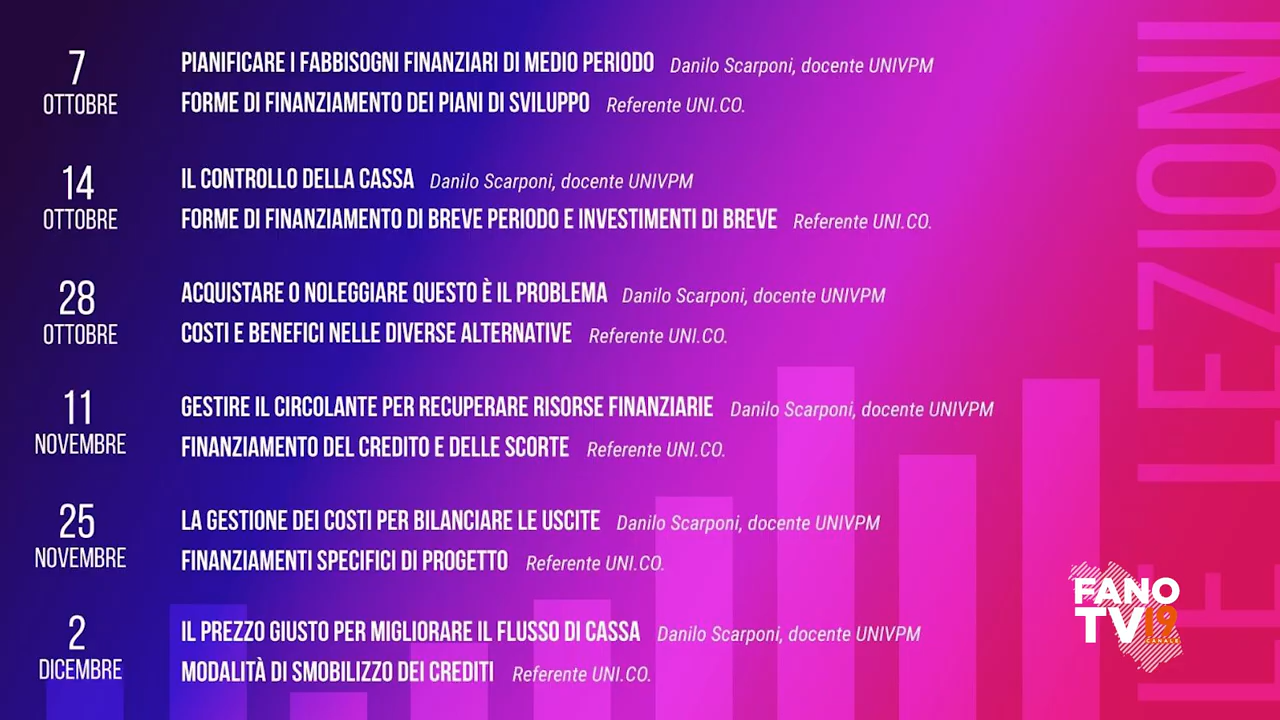 7
OTTOBRE
PIANIFICARE I FABBISOGNI FINANZIARI DI MEDIO PERIODO Danilo Scarponi, docente UNIVPM
FORME DI FINANZIAMENTO DEI PIANI DI SVILUPPO Referente UNI.CO.
14
OTTOBRE
IL CONTROLLO DELLA CASSA Danilo Scarponi, docente UNIVPM
FORME DI FINANZIAMENTO DI BREVE PERIODO E INVESTIMENTI DI BREVE Referente UNI.CO.
28
OTTOBRE
ACQUISTARE O NOLEGGIARE QUESTO È IL PROBLEMA Danilo Scarponi, docente UNIVPM
COSTI E BENEFICI NELLE DIVERSE ALTERNATIVE Referente UNI.CO.
11
NOVEMBRE
GESTIRE IL CIRCOLANTE PER RECUPERARE RISORSE FINANZIARIE Danilo Scarponi, docente UNIVPM
FINANZIAMENTO DEL CREDITO E DELLE SCORTE Referente UNI.CO.
25
NOVEMBRE
LA GESTIONE DEI COSTI PER BILANCIARE LE USCITE Danilo Scarponi, docente UNIVPM
FINANZIAMENTI SPECIFICI DI PROGETTO Referente UNI.CO.
2
DICEMBRE
IL PREZZO GIUSTO PER MIGLIORARE IL FLUSSO DI CASSA Danilo Scarponi, docente UNIVPM
MODALITÀ DI SMOBILIZZO DEI CREDITI Referente UNI.CO.
LE LEZIONI
FANO
TV 19
CANALE